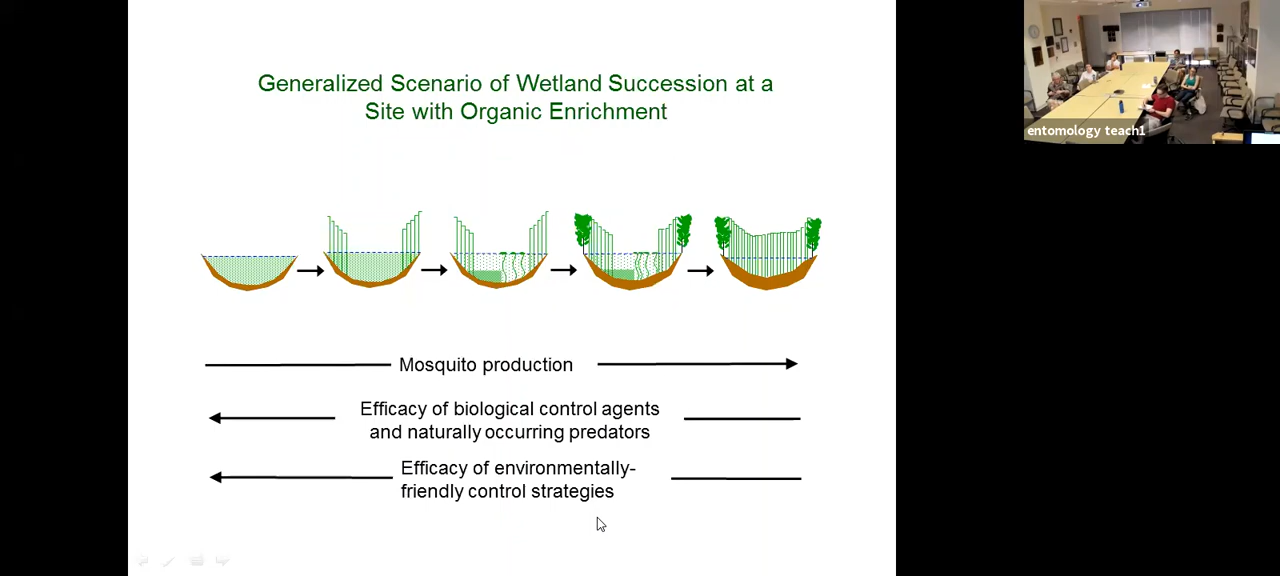 Generalized Scenario of Wetland Succession at a
Site with Organic Enrichment
entomology teach1
Mosquito production
Efficacy of biological control agents
and naturally occurring predators
Efficacy of environmentally-
friendly control strategies